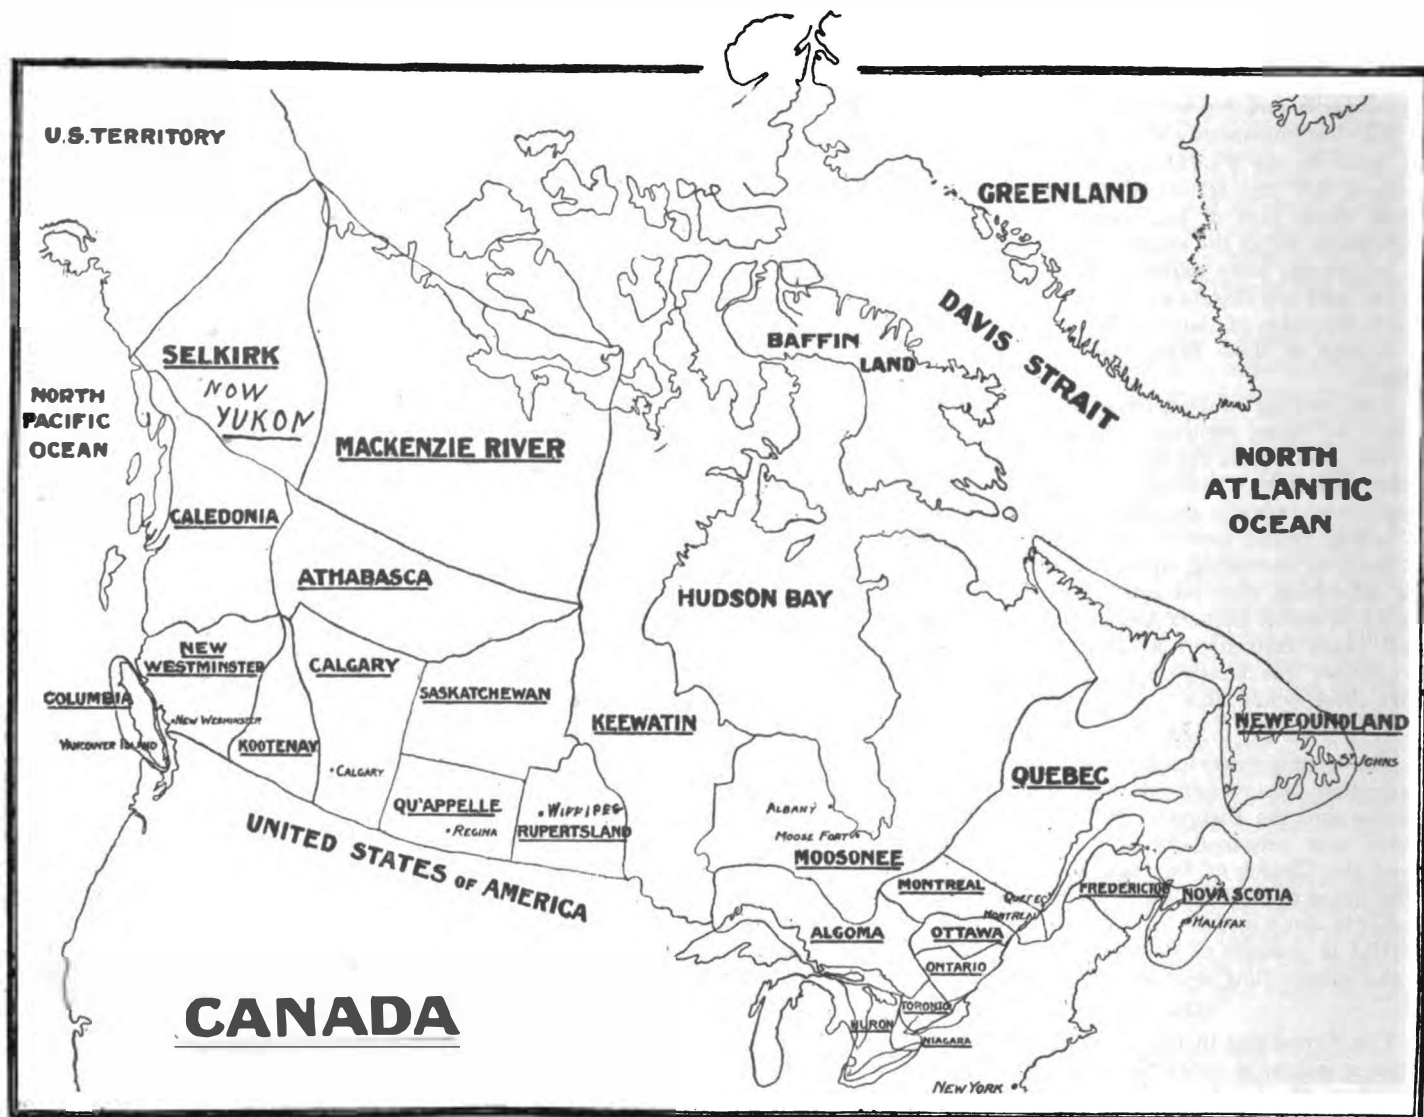 U.S. TERRITORY
GREENLAND
DAVIS STRAIT
BAFFIN
LAND
SELKIRK
NOW
YUKON
NORTH
PACIFIC
OCEAN
MACKENZIE RIVER
NORTH
ATLANTIC
OCEAN
CALEDONIA
ATHABASCA
HUDSON BAY
NEW
WESTMINSTER
CALGARY
SASKATCHEWAN
COLUMBIA
NEW WESMINSTER
VANCOUVER ISLAND
KOOTENAY
KEEWATIN
NEWFOUNDLAND
ST JOHNS
CALGARY
QUEBEC
QU'APPELLE
REGINA
WINNIPEG
RUPERTSLAND
ALBANY
MOOSE FORT
MOOSONEE
UNITED STATES OF AMERICA
MONTREAL
QUEBEC
MONTREAL
FREDERICTON
NOVA SCOTIA
HALIFAX
ALGOMA
OTTAWA
ONTARIO
TORONTO
HURON
NIAGARA
CANADA
NEW YORK